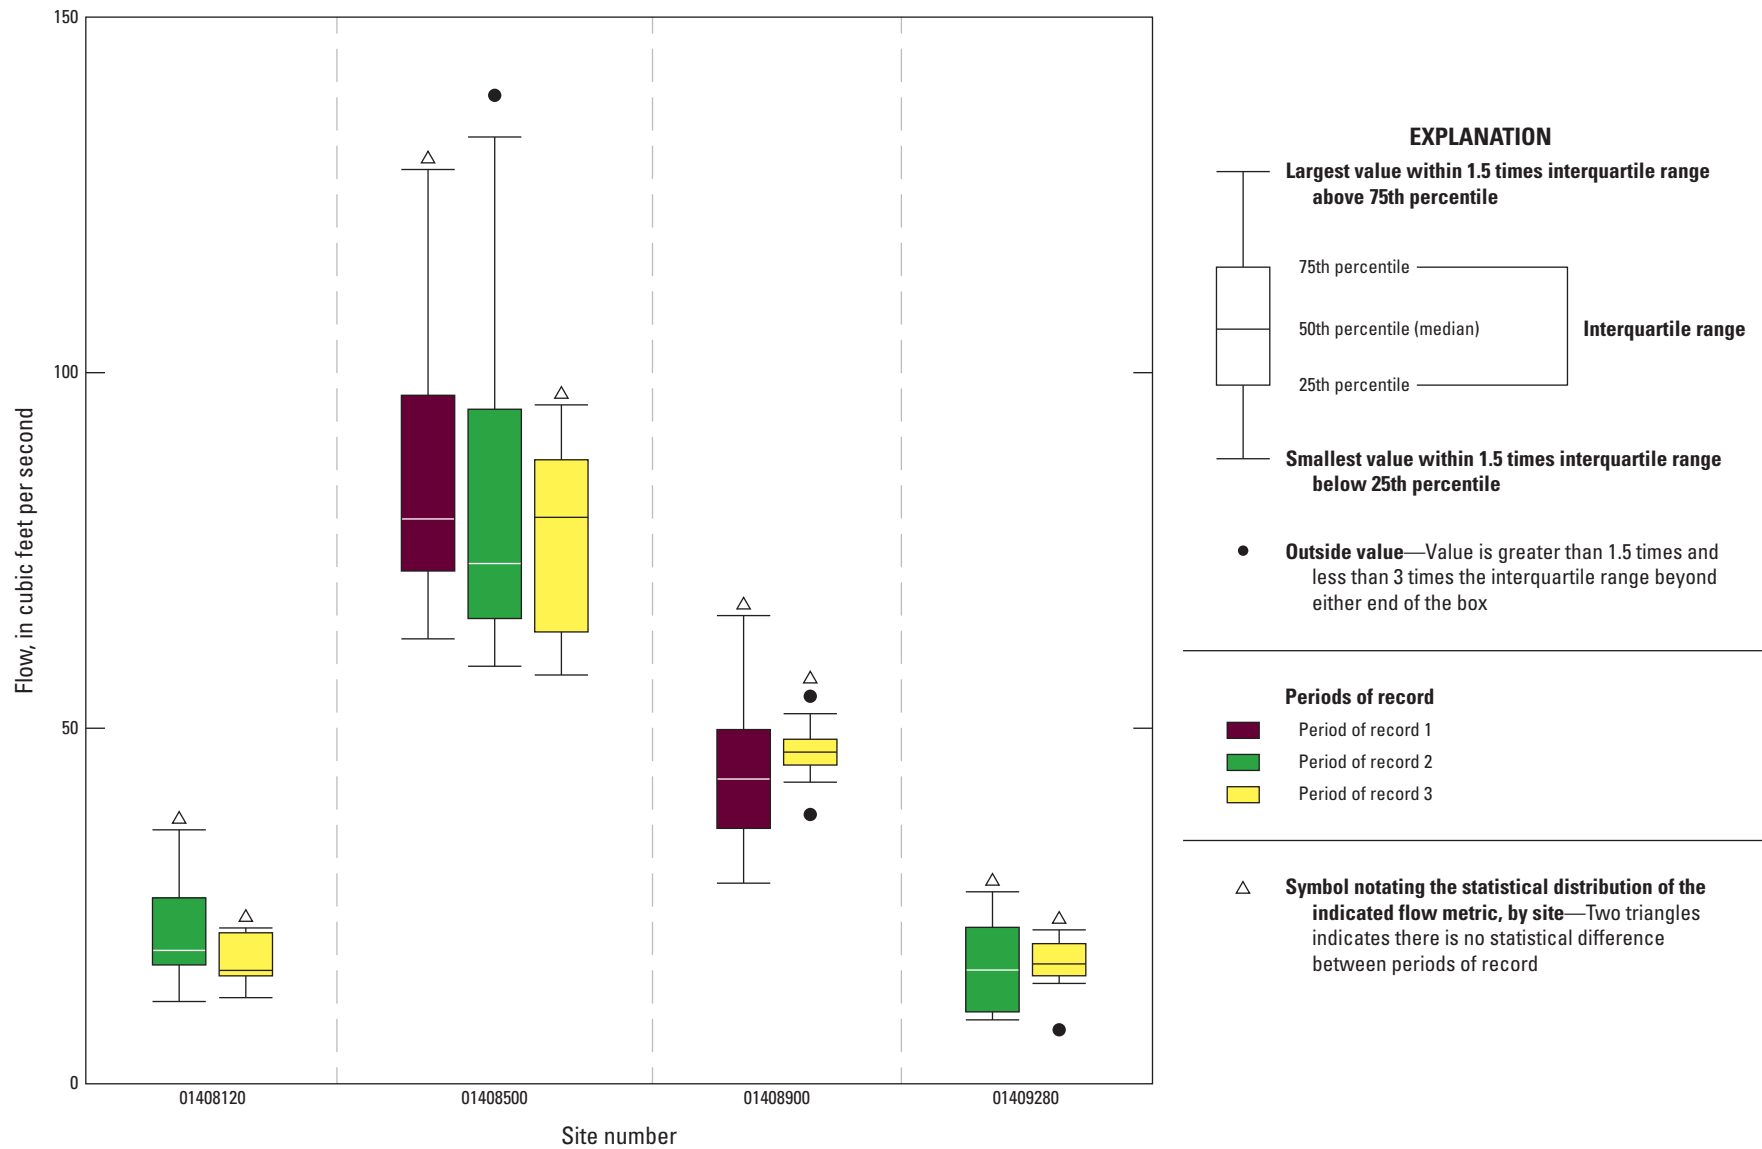 150
100
50
0
Flow, in cubic feet per second
01408120
01408500
01408900
01409280
Site number
EXPLANATION
Largest value within 1.5 times interquartile range
above 75th percentile
75th percentile
50th percentile (median)
Interquartile range
25th percentile
Smallest value within 1.5 times interquartile range
below 25th percentile
Outside value—Value is greater than 1.5 times and
less than 3 times the interquartile range beyond
either end of the box
Periods of record
Period of record 1
Period of record 2
Period of record 3
Symbol notating the statistical distribution of the
indicated flow metric, by site—Two triangles
indicates there is no statistical difference
between periods of record